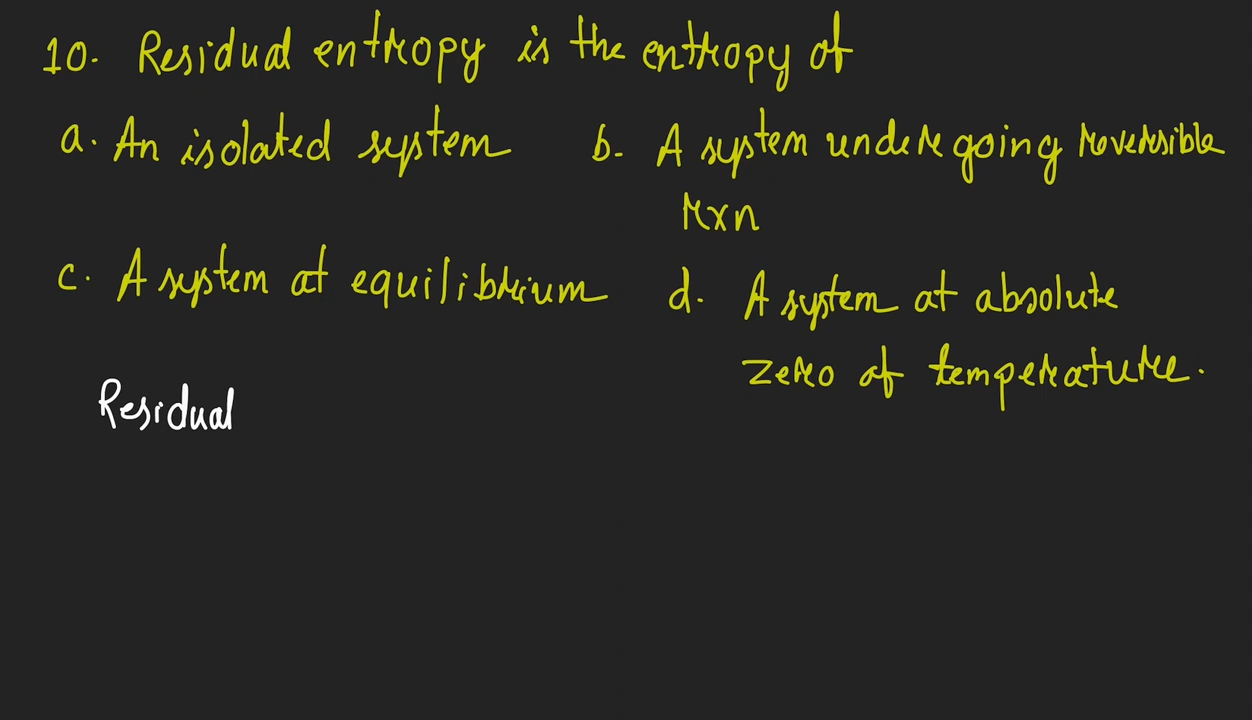 10. Residual entropy is the entropy of
a. An isolated system b. A system undergoing reversible
rxn
c. A system at equilibrium d. A system at absolute
zero of temperature.
Residual